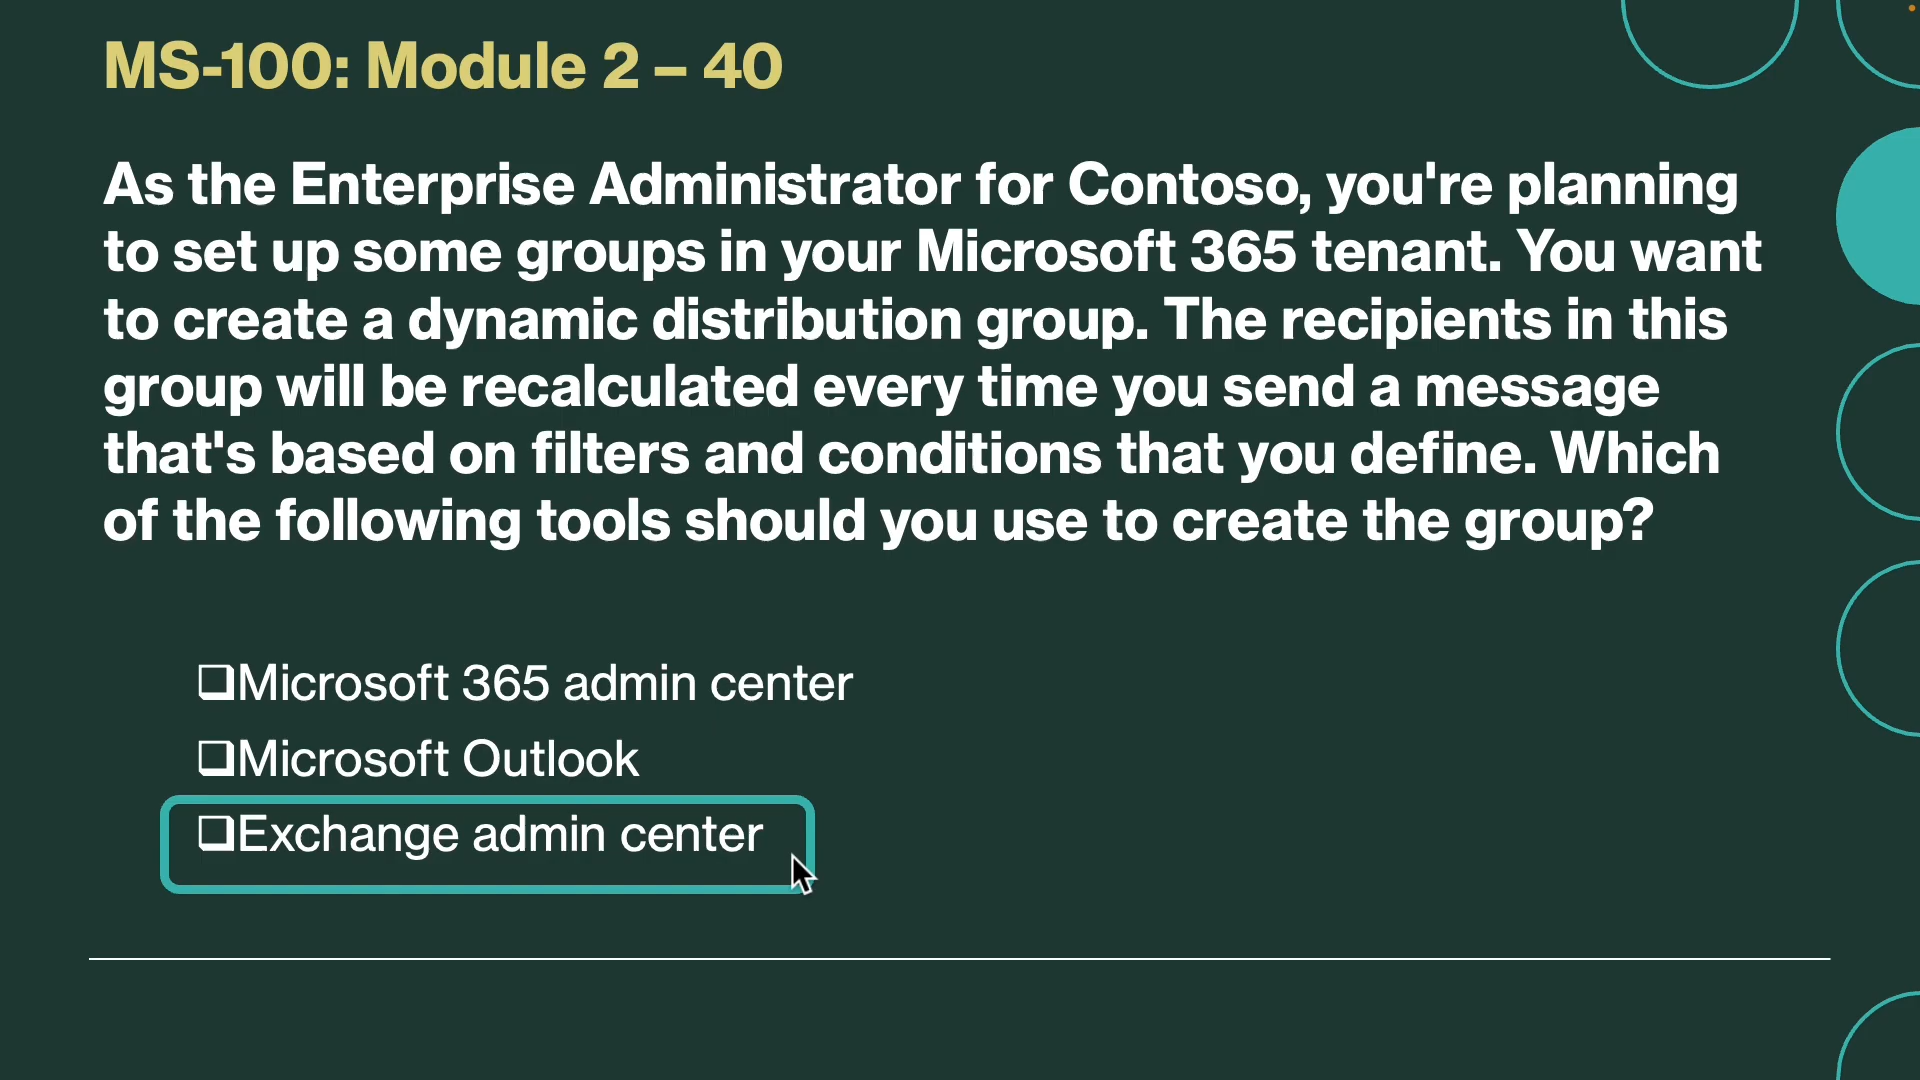 MS-100: Module 2 – 40
As the Enterprise Administrator for Contoso, you're planning
to set up some groups in your Microsoft 365 tenant. You want
to create a dynamic distribution group. The recipients in this
group will be recalculated every time you send a message
that's based on filters and conditions that you define. Which
of the following tools should you use to create the group?
❑Microsoft 365 admin center
❑Microsoft Outlook
❑Exchange admin center